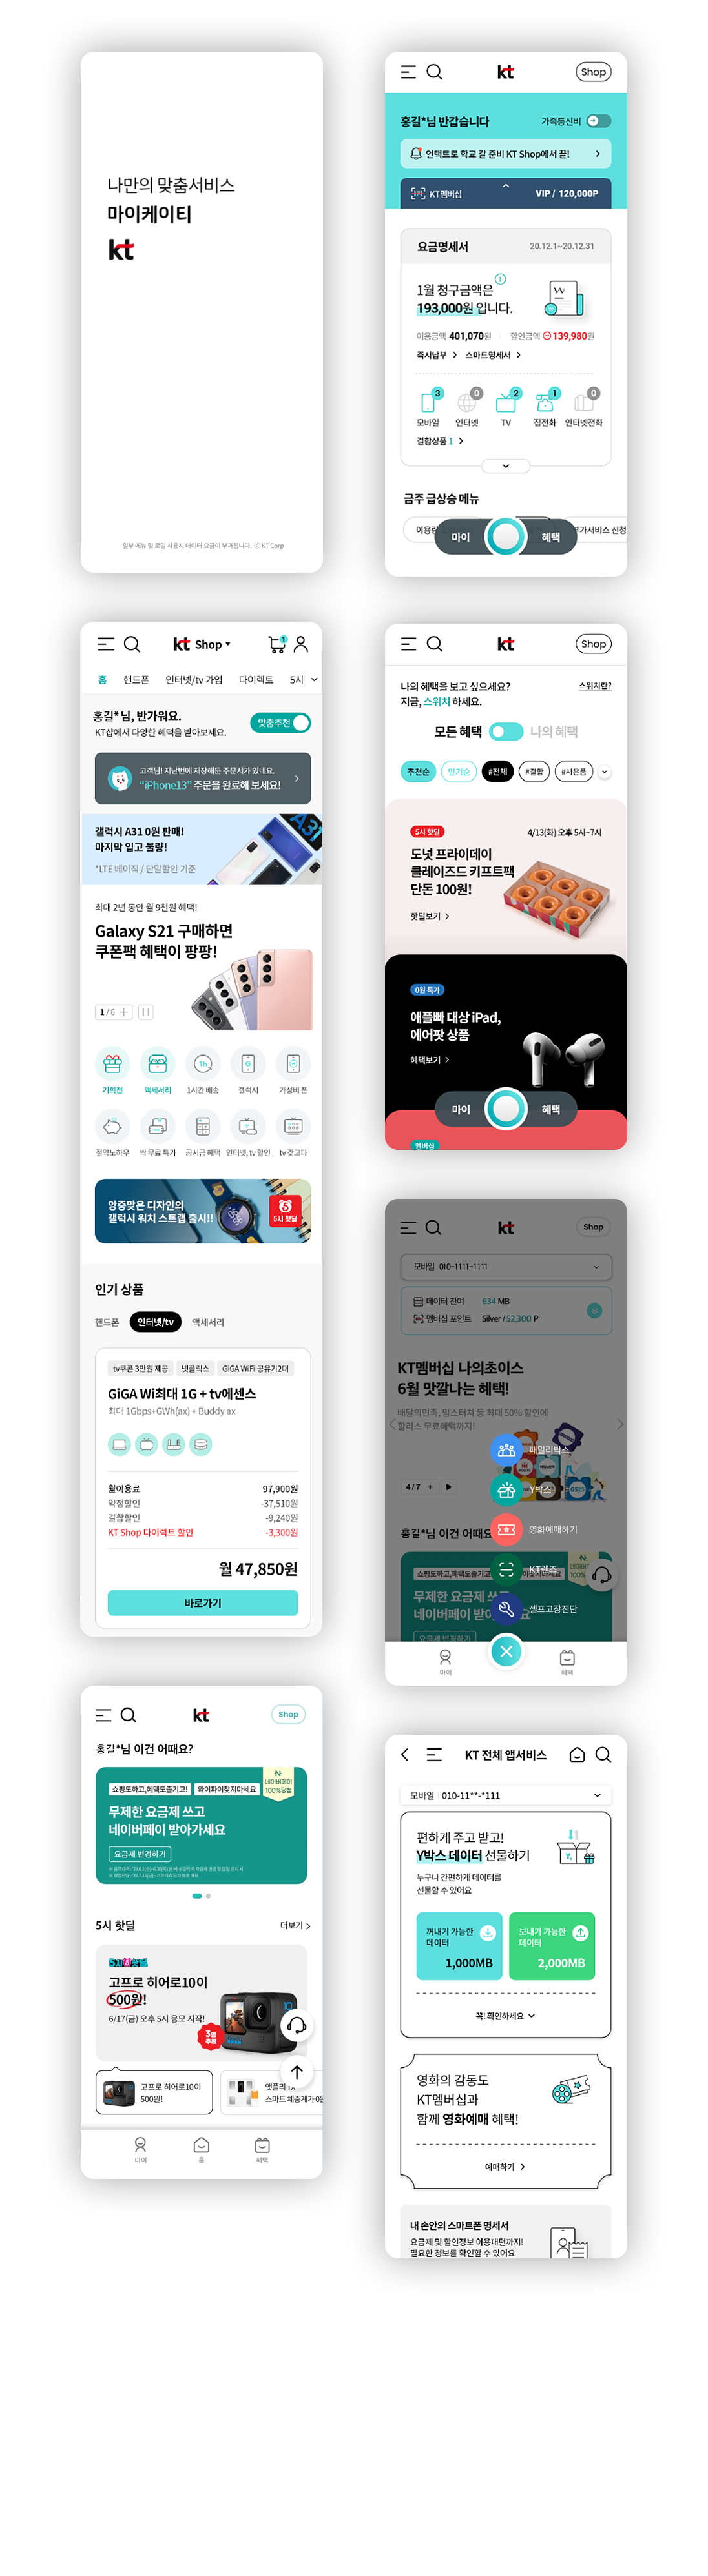 나만의 맞춤서비스
마이케이티
kt
일부 메뉴 및 로밍 사용시 데이터 요금이 부과됩니다. © KT Corp
kt
Shop
홍길*님 반갑습니다
가족통신비
언택트로 학교 갈 준비 KT Shop에서 끝!
KT멤버십
VIP / 120,000P
요금명세서
20.12.1~20.12.31
1월 청구금액은
193,000원 입니다.
이용금액 401,070원
할인금액 139,980원
즉시납부
스마트명세서
3
0
2
1
0
모바일
인터넷
TV
집전화
인터넷전화
결합상품 1
금주 급상승 메뉴
이용량
가서비스 신청
마이
혜택
kt Shop
1
홈
핸드폰
인터넷/tv 가입
다이렉트
5시
홍길* 님, 반가워요.
KT샵에서 다양한 혜택을 받아보세요.
맞춤추천
고객님! 지난번에 저장해둔 주문서가 있네요.
“iPhone13” 주문을 완료해 보세요!
갤럭시 A31 0원 판매!
마지막 입고 물량!
*LTE 베이직 / 단말할인 기준
최대 2년 동안 월 9천원 혜택!
Galaxy S21 구매하면
쿠폰팩 혜택이 팡팡!
1 / 6
1h
G
기획전
액세서리
1시간 배송
갤럭시
가성비 폰
절약노하우
싹 무료 특가
공시금 혜택
인터넷, tv 할인
tv 갖고파
앙증맞은 디자인의
갤럭시 워치 스트랩 출시!!
5시 핫딜
인기 상품
핸드폰
인터넷/tv
액세서리
tv쿠폰 3만원 제공
넷플릭스
GiGA WiFi 공유기2대
GiGA Wi최대 1G + tv에센스
최대 1Gbps+GWh(ax) + Buddy ax
월이용료
97,900원
약정할인
-37,510원
결합할인
-9,240원
KT Shop 다이렉트 할인
-3,300원
월 47,850원
바로가기
kt
Shop
나의 혜택을 보고 싶으세요?
지금, 스위치 하세요.
스위치란?
모든 혜택
나의 혜택
추천순
인기순
#전체
#결합
#사은품
5시 핫딜
4/13(화) 오후 5시~7시
도넛 프라이데이
클레이즈드 키프트팩
단돈 100원!
핫딜보기
0원 특가
애플빠 대상 iPad,
에어팟 상품
혜택보기
마이
혜택
멤버십
kt
Shop
모바일 010-1111-1111
데이터 잔여
634 MB
멤버십 포인트
Silver / 52,300 P
KT멤버십 나의초이스
6월 맛깔나는 혜택!
배달의민족, 맘스터치 등 최대 50% 할인에
할리스 무료혜택까지!
4 / 7
패밀리박스
Y박스
영화예매하기
KT렌즈
셀프고장진단
홍길*님 이건 어때요
쇼핑도하고,혜택도즐기고!
무제한 요금제 쓰고
네이버페이 받아가세요
요금제 변경하기
마이
혜택
kt
Shop
홍길*님 이건 어때요?
쇼핑도하고,혜택도즐기고!
와이파이찾지마세요
N
네이버페이
100%당첨
무제한 요금제 쓰고
네이버페이 받아가세요
요금제 변경하기
5시 핫딜
더보기
5시 핫딜
고프로 히어로10이
500원!
6/17(금) 오후 5시 응모 시작!
3명
추첨
고프로 히어로10이
500원!
앳플리
스마트 체중계가 0원
마이
홈
혜택
KT 전체 앱서비스
모바일 010-11**-*111
편하게 주고 받고!
Y박스 데이터 선물하기
누구나 간편하게 데이터를
선물할 수 있어요
Y.
꺼내기 가능한
데이터
1,000MB
보내기 가능한
데이터
2,000MB
꼭! 확인하세요
영화의 감동도
KT멤버십과
함께 영화예매 혜택!
예매하기
내 손안의 스마트폰 명세서
요금제 및 할인정보 이용패턴까지!
필요한 정보를 확인할 수 있어요